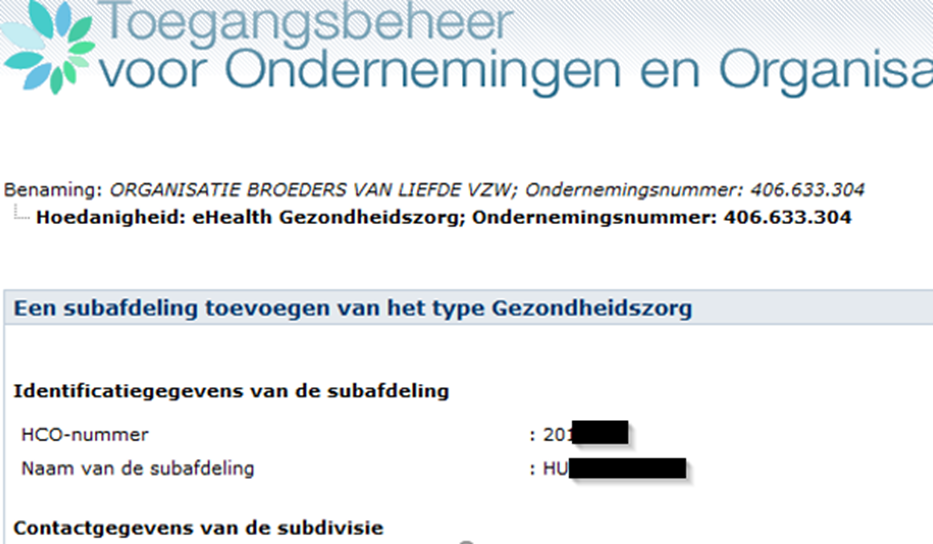 Toegangsbeheer
voor Ondernemingen en Organisa
Benaming: ORGANISATIE BROEDERS VAN LIEFDE VZW; Ondernemingsnummer: 406.633.304
Hoedanigheid: eHealth Gezondheidszorg; Ondernemingsnummer: 406.633.304
Een subafdeling toevoegen van het type Gezondheidszorg
Identificatiegegevens van de subafdeling
HCO-nummer : 201
Naam van de subafdeling : HU
Contactgegevens van de subdivisie